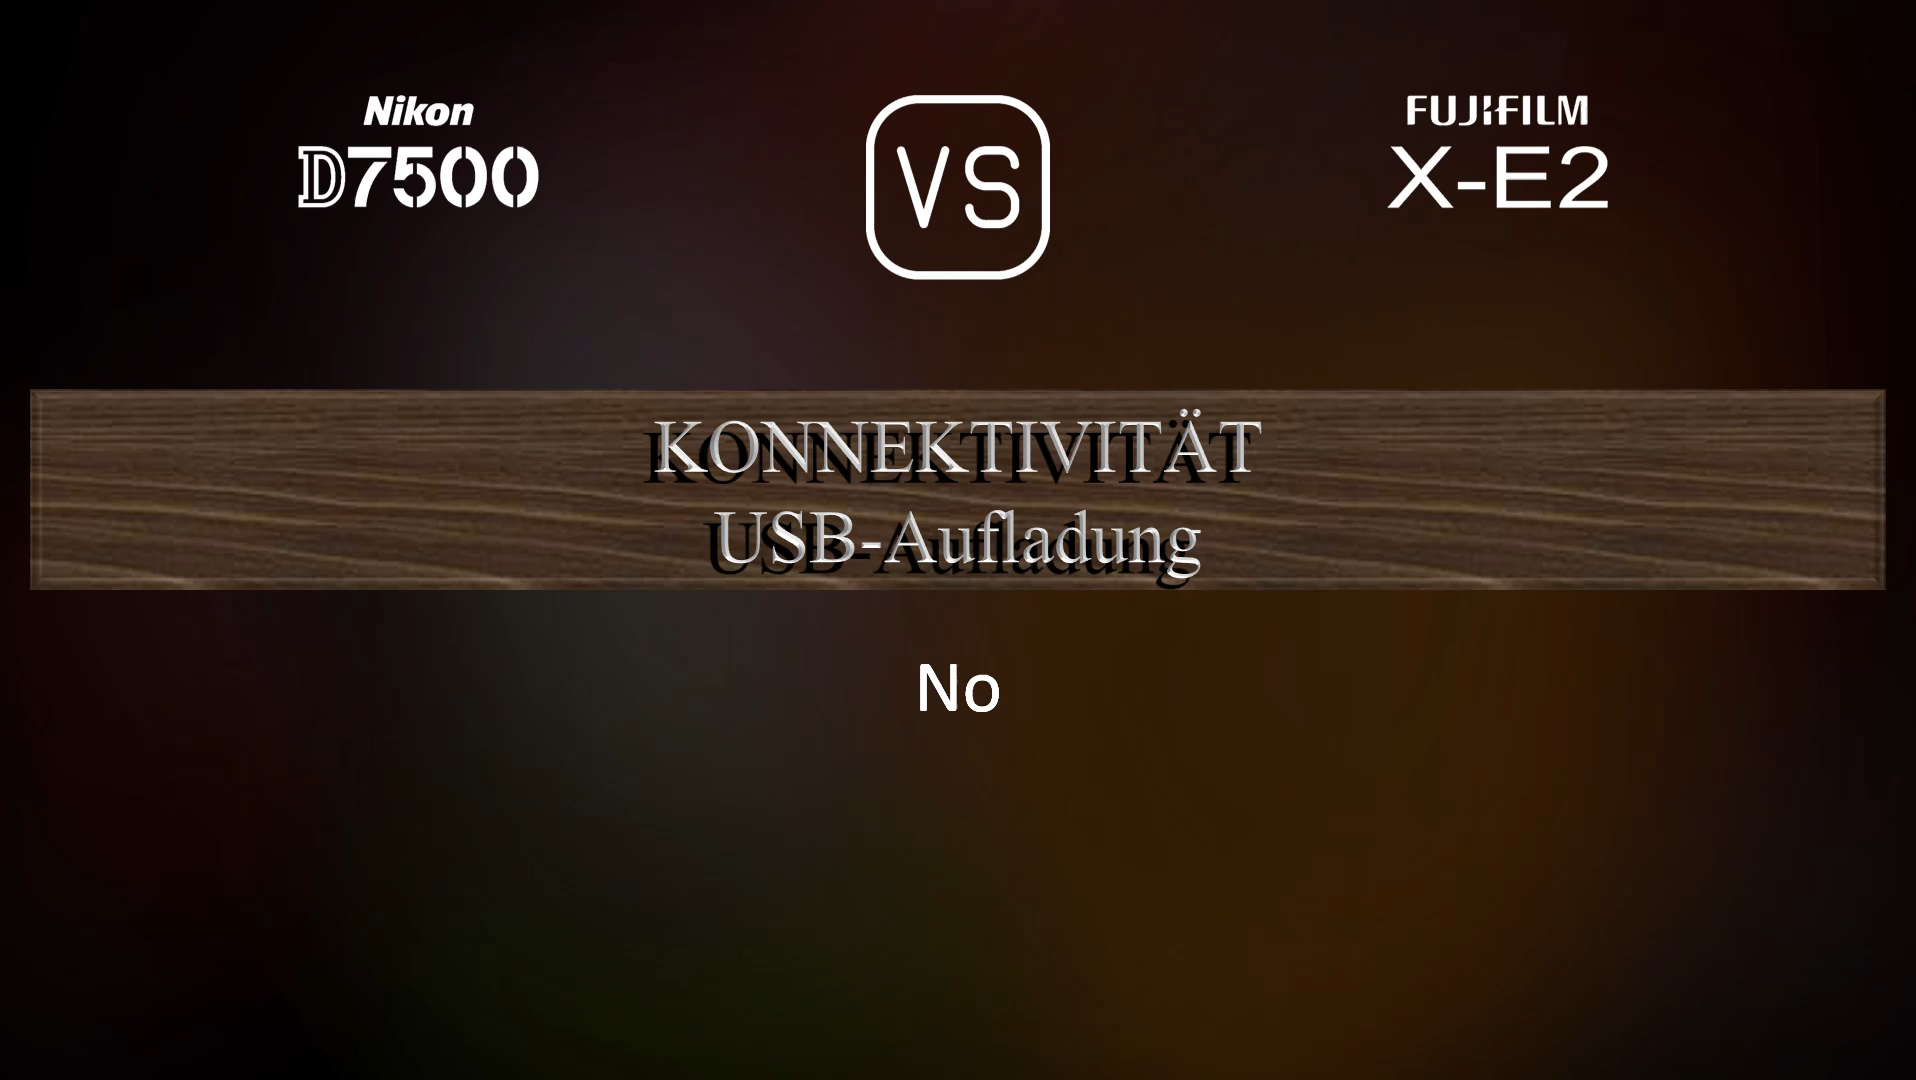 Nikon
D7500
VS
FUJIFILM
X-E2
KONNEKTIVITÄT
USB-Aufladung
No